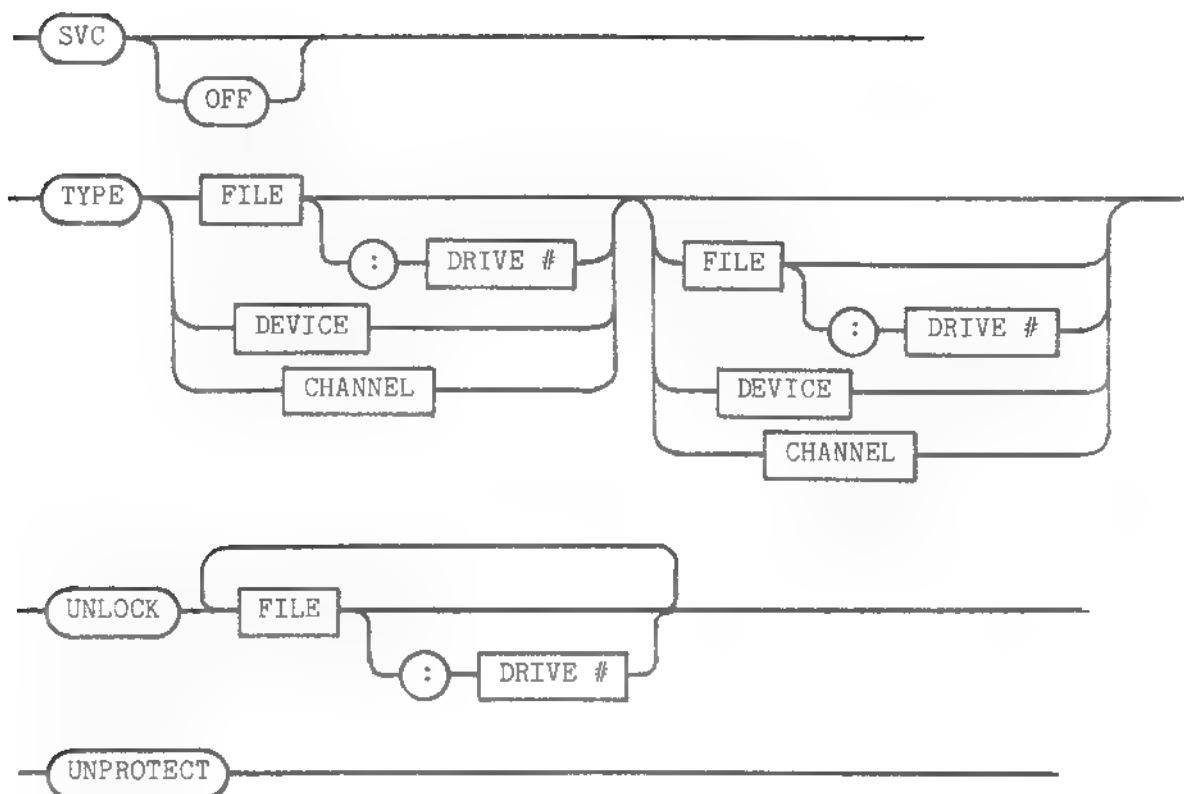 SVC
OFF
TYPE FILE
: DRIVE # FILE
DEVICE : DRIVE #
CHANNEL DEVICE
CHANNEL
UNLOCK FILE
: DRIVE #
UNPROTECT